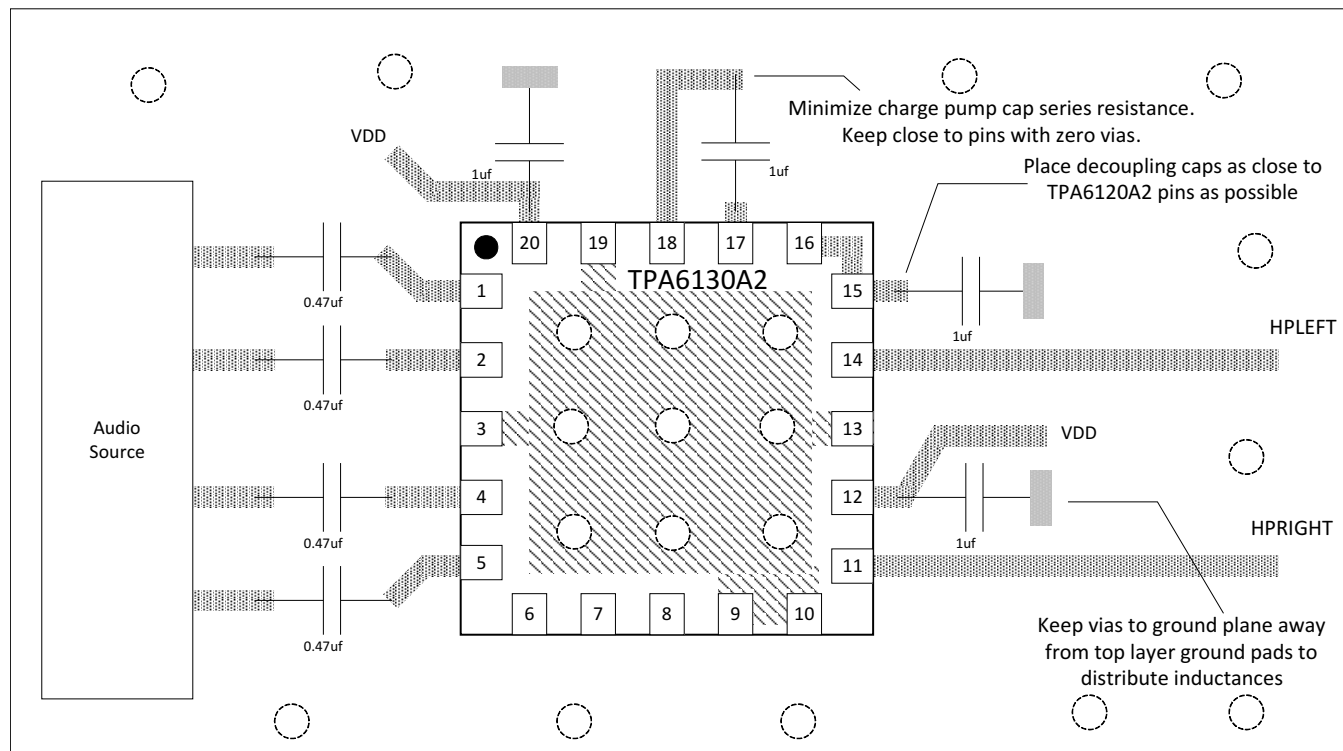 Minimize charge pump cap series resistance.
Keep close to pins with zero vias.
VDD
1uf
1uf
Place decoupling caps as close to
TPA6120A2 pins as possible
20
19
18
17
16
TPA6130A2
0.47uf
1
15
1uf
HPLEFT
2
14
0.47uf
Audio
Source
3
13
VDD
4
12
0.47uf
1uf
HPRIGHT
5
11
6
7
8
9
10
0.47uf
Keep vias to ground plane away
from top layer ground pads to
distribute inductances